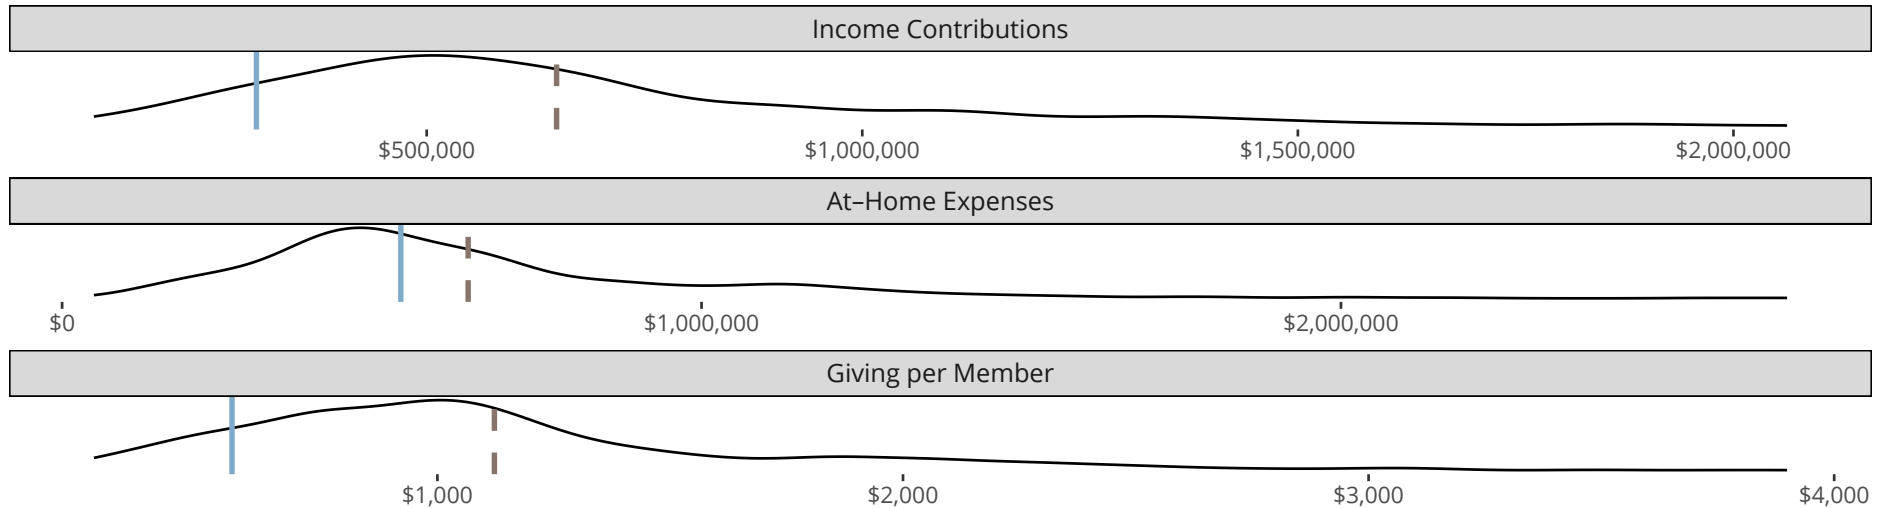 Income Contributions
$500,000 $1,000,000 $1,500,000 $2,000,000
At–Home Expenses
$0 $1,000,000 $2,000,000
Giving per Member
$1,000 $2,000 $3,000 $4,000